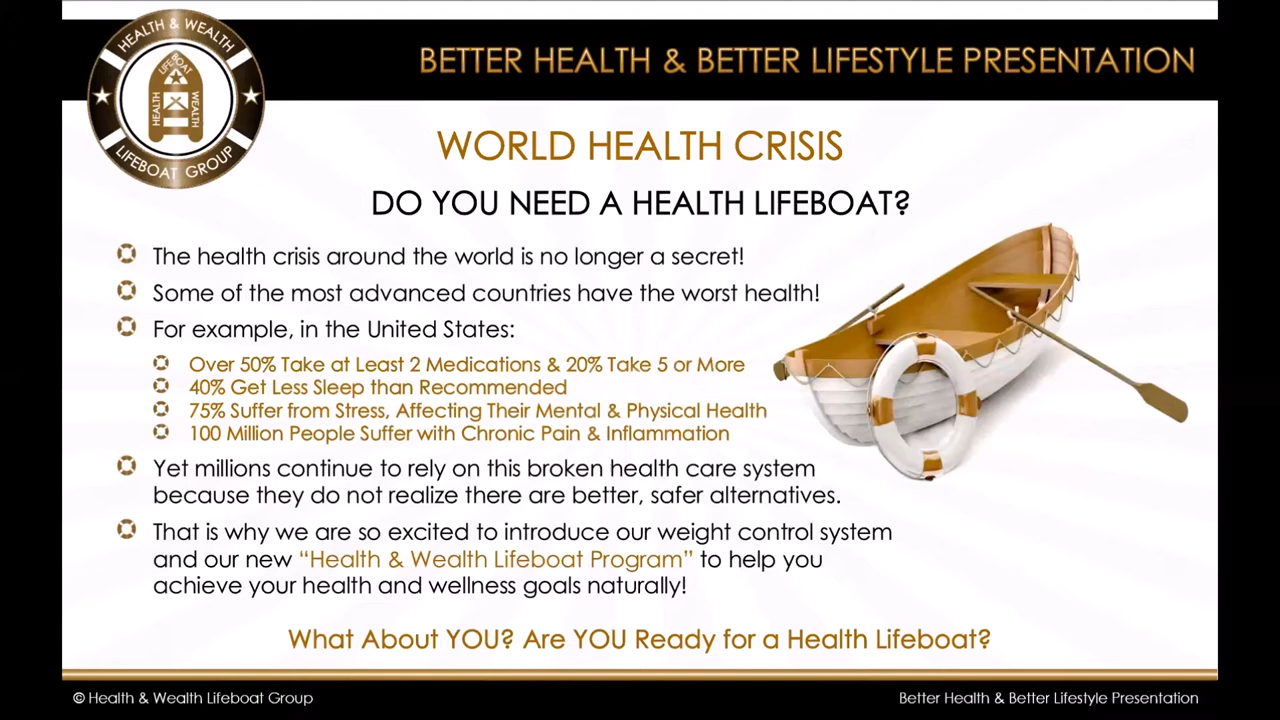 HEALTH & WEALTH
LIFEBOAT
HEALTH
WEALTH
LIFEBOAT GROUP
BETTER HEALTH & BETTER LIFESTYLE PRESENTATION
WORLD HEALTH CRISIS
DO YOU NEED A HEALTH LIFEBOAT?
The health crisis around the world is no longer a secret!
Some of the most advanced countries have the worst health!
For example, in the United States:
Over 50% Take at Least 2 Medications & 20% Take 5 or More
40% Get Less Sleep than Recommended
75% Suffer from Stress, Affecting Their Mental & Physical Health
100 Million People Suffer with Chronic Pain & Inflammation
Yet millions continue to rely on this broken health care system
because they do not realize there are better, safer alternatives.
That is why we are so excited to introduce our weight control system
and our new “Health & Wealth Lifeboat Program” to help you
achieve your health and wellness goals naturally!
What About YOU? Are YOU Ready for a Health Lifeboat?
© Health & Wealth Lifeboat Group
Better Health & Better Lifestyle Presentation